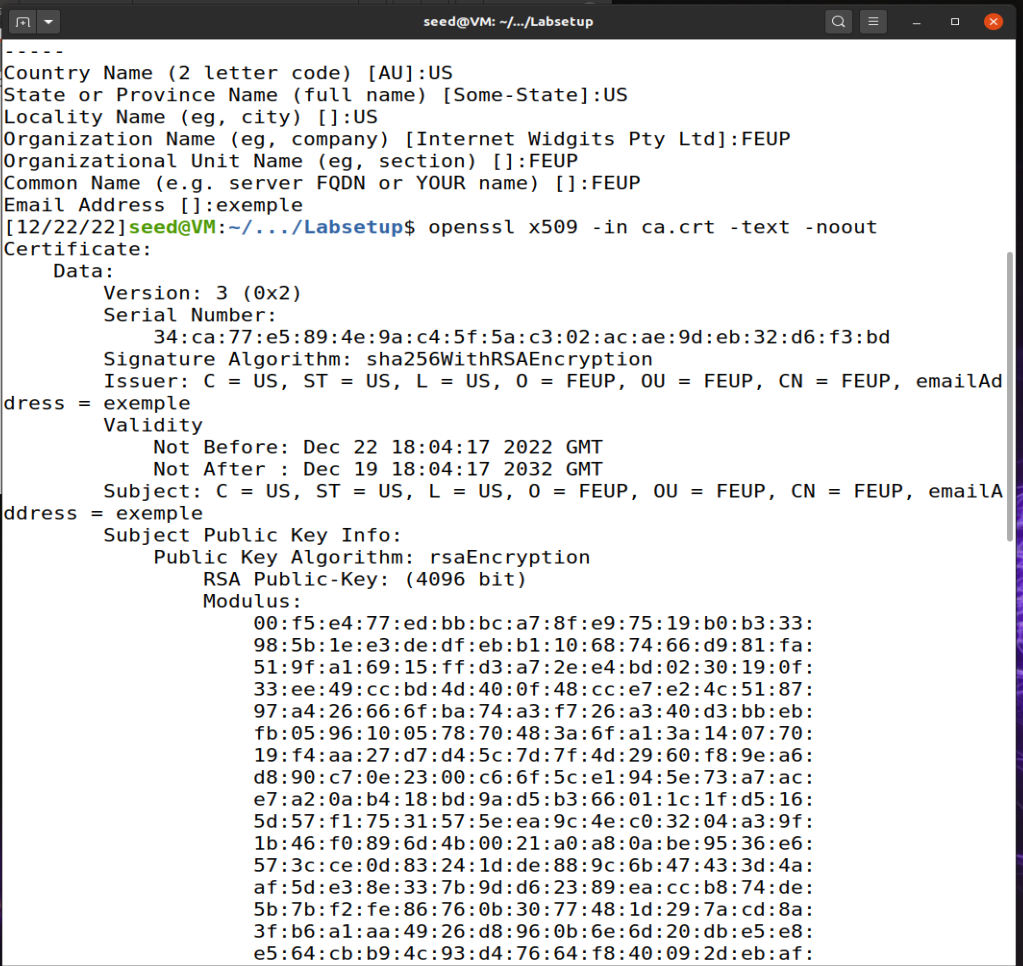 seed@VM: ~/.../Labsetup
-----
Country Name (2 letter code) [AU]:US
State or Province Name (full name) [Some-State]:US
Locality Name (eg, city) []:US
Organization Name (eg, company) [Internet Widgits Pty Ltd]:FEUP
Organizational Unit Name (eg, section) []:FEUP
Common Name (e.g. server FQDN or YOUR name) []:FEUP
Email Address []:exemple
[12/22/22]seed@VM:~/.../Labsetup$ openssl x509 -in ca.crt -text -noout
Certificate:
    Data:
        Version: 3 (0x2)
        Serial Number:
            34:ca:77:e5:89:4e:9a:c4:5f:5a:c3:02:ac:ae:9d:eb:32:d6:f3:bd
        Signature Algorithm: sha256WithRSAEncryption
        Issuer: C = US, ST = US, L = US, O = FEUP, OU = FEUP, CN = FEUP, emailAd
dress = exemple
        Validity
            Not Before: Dec 22 18:04:17 2022 GMT
            Not After : Dec 19 18:04:17 2032 GMT
        Subject: C = US, ST = US, L = US, O = FEUP, OU = FEUP, CN = FEUP, emailA
ddress = exemple
        Subject Public Key Info:
            Public Key Algorithm: rsaEncryption
                RSA Public-Key: (4096 bit)
                Modulus:
                    00:f5:e4:77:ed:bb:bc:a7:8f:e9:75:19:b0:b3:33:
                    98:5b:1e:e3:de:df:eb:b1:10:68:74:66:d9:81:fa:
                    51:9f:a1:69:15:ff:d3:a7:2e:e4:bd:02:30:19:0f:
                    33:ee:49:cc:bd:4d:40:0f:48:cc:e7:e2:4c:51:87:
                    97:a4:26:66:6f:ba:74:a3:f7:26:a3:40:d3:bb:eb:
                    fb:05:96:10:05:78:70:48:3a:6f:a1:3a:14:07:70:
                    19:f4:aa:27:d7:d4:5c:7d:7f:4d:29:60:f8:9e:a6:
                    d8:90:c7:0e:23:00:c6:6f:5c:e1:94:5e:73:a7:ac:
                    e7:a2:0a:b4:18:bd:9a:d5:b3:66:01:1c:1f:d5:16:
                    5d:57:f1:75:31:57:5e:ea:9c:4e:c0:32:04:a3:9f:
                    1b:46:f0:89:6d:4b:00:21:a0:a8:0a:be:95:36:e6:
                    57:3c:ce:0d:83:24:1d:de:88:9c:6b:47:43:3d:4a:
                    af:5d:e3:8e:33:7b:9d:d6:23:89:ea:cc:b8:74:de:
                    5b:7b:f2:fe:86:76:0b:30:77:48:1d:29:7a:cd:8a:
                    3f:b6:a1:aa:49:26:d8:96:0b:6e:6d:20:db:e5:e8:
                    e5:64:cb:b9:4c:93:d4:76:64:f8:40:09:2d:eb:af: